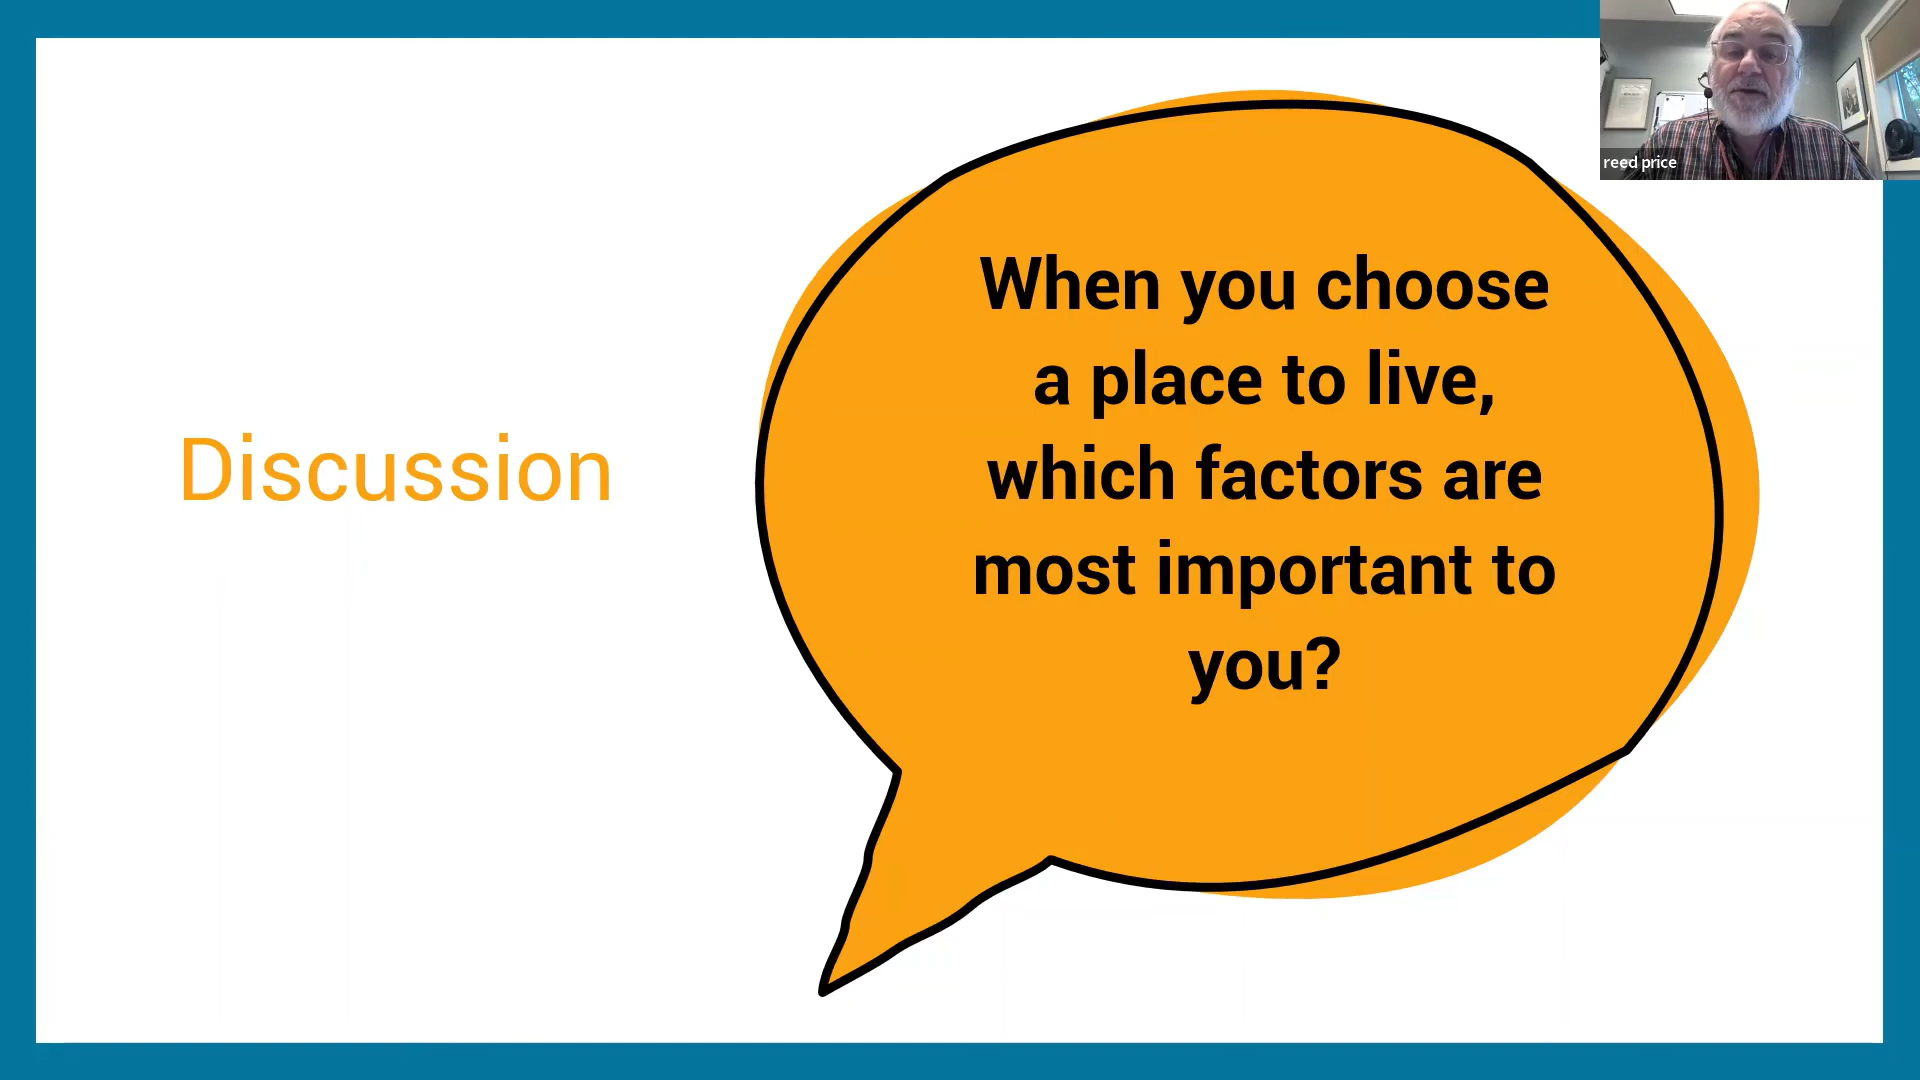 Discussion
When you choose
a place to live,
which factors are
most important to
you?
reed price